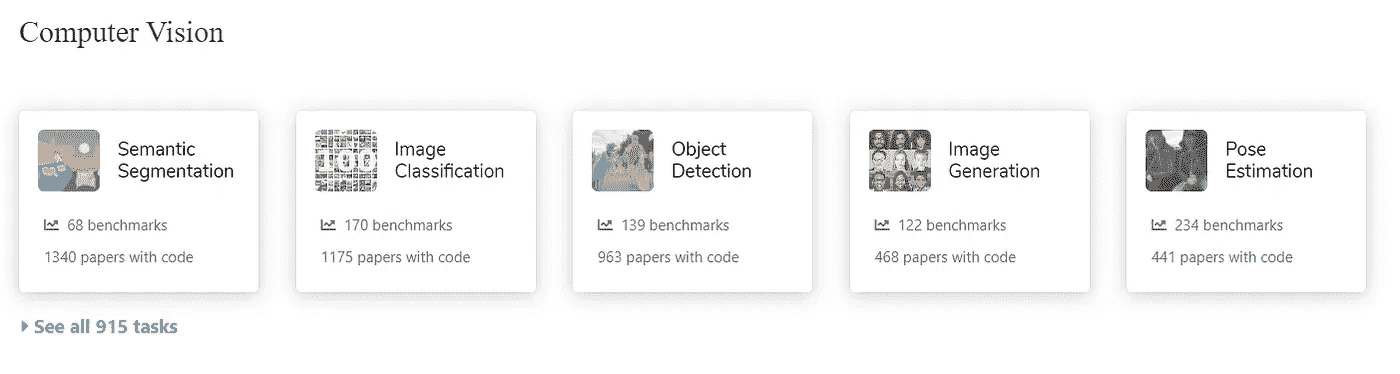 Computer Vision
Semantic
Segmentation
68 benchmarks
1340 papers with code
Image
Classification
170 benchmarks
1175 papers with code
Object
Detection
139 benchmarks
963 papers with code
Image
Generation
122 benchmarks
468 papers with code
Pose
Estimation
234 benchmarks
441 papers with code
See all 915 tasks